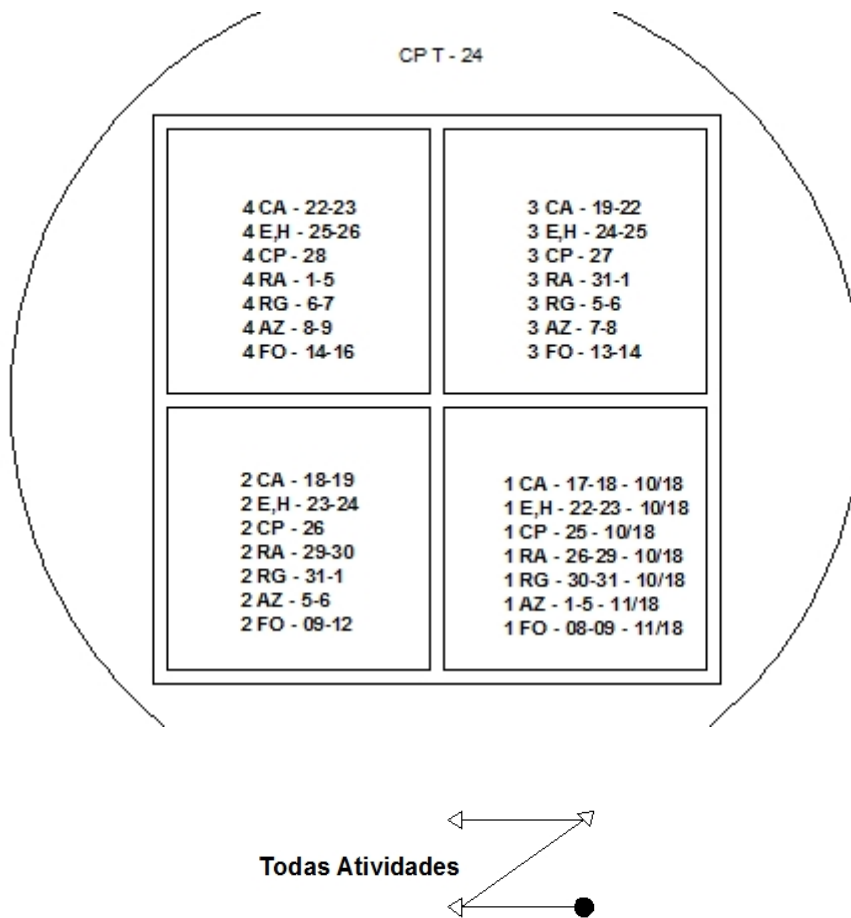 CP T - 24
4 CA - 22-23
4 E,H - 25-26
4 CP - 28
4 RA - 1-5
4 RG - 6-7
4 AZ - 8-9
4 FO - 14-16
3 CA - 19-22
3 E,H - 24-25
3 CP - 27
3 RA - 31-1
3 RG - 5-6
3 AZ - 7-8
3 FO - 13-14
2 CA - 18-19
2 E,H - 23-24
2 CP - 26
2 RA - 29-30
2 RG - 31-1
2 AZ - 5-6
2 FO - 09-12
1 CA - 17-18 - 10/18
1 E,H - 22-23 - 10/18
1 CP - 25 - 10/18
1 RA - 26-29 - 10/18
1 RG - 30-31 - 10/18
1 AZ - 1-5 - 11/18
1 FO - 08-09 - 11/18
Todas Atividades